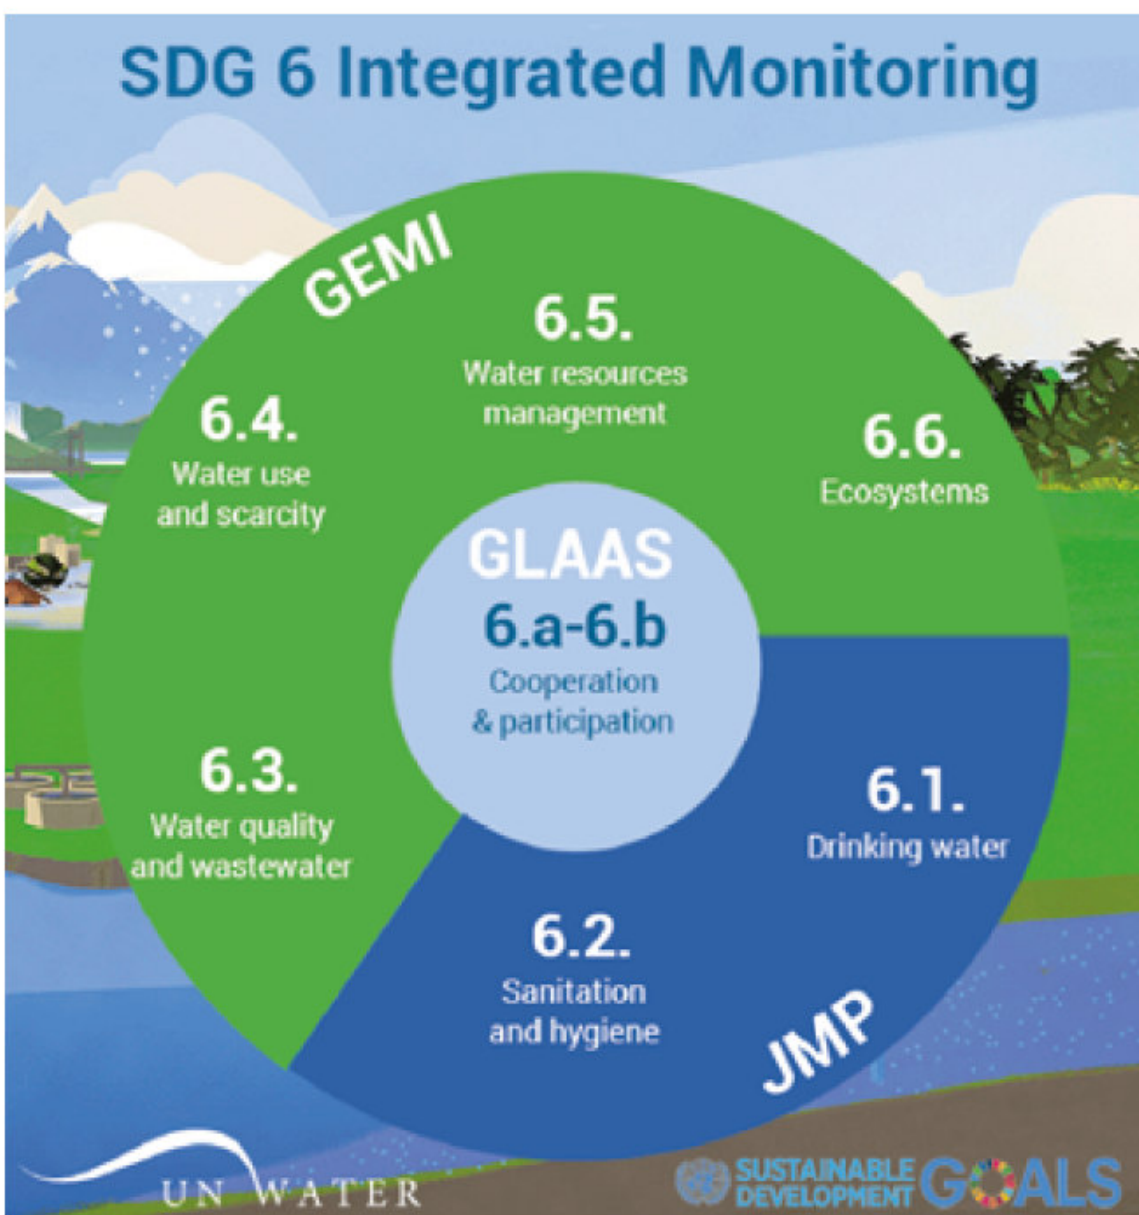 SDG 6 Integrated Monitoring
GEMI
6.5.
Water resources
management
6.4.
Water use
and scarcity
6.6.
Ecosystems
GLAAS
6.a-6.b
Cooperation
& participation
6.3.
Water quality
and wastewater
6.1.
Drinking water
6.2.
Sanitation
and hygiene
JMP
UN WATER
SUSTAINABLE
DEVELOPMENT
GOALS